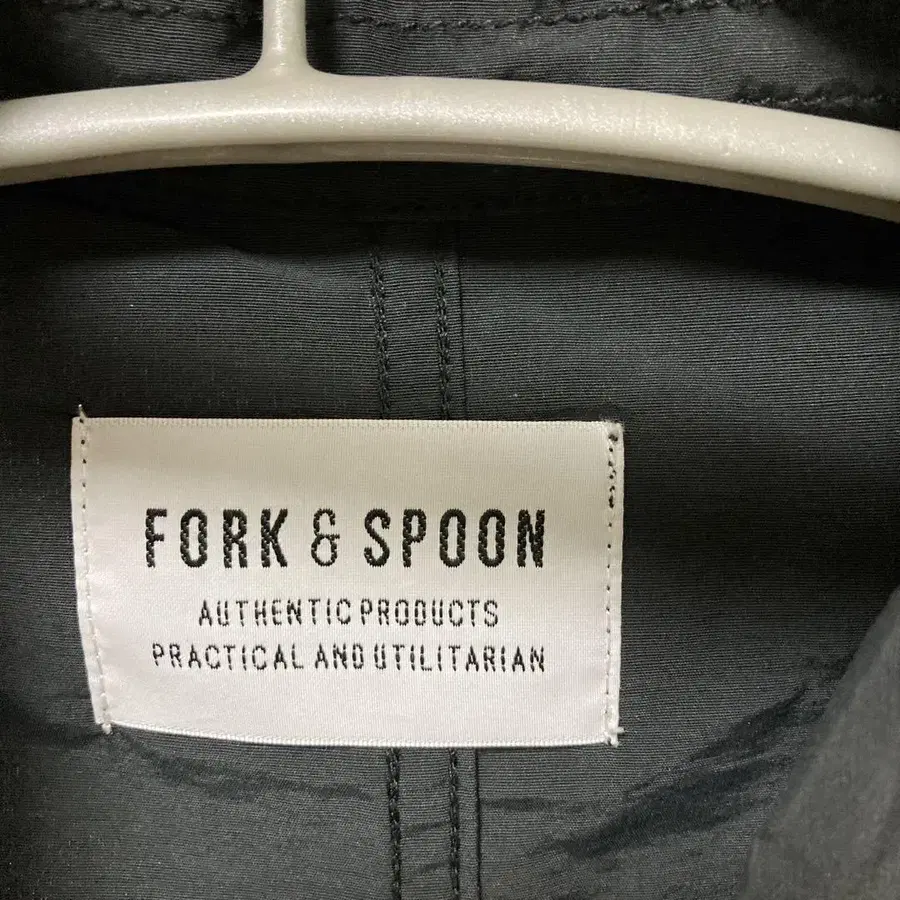 FORK & SPOON
AUTHENTIC PRODUCTS
PRACTICAL AND UTILITARIAN